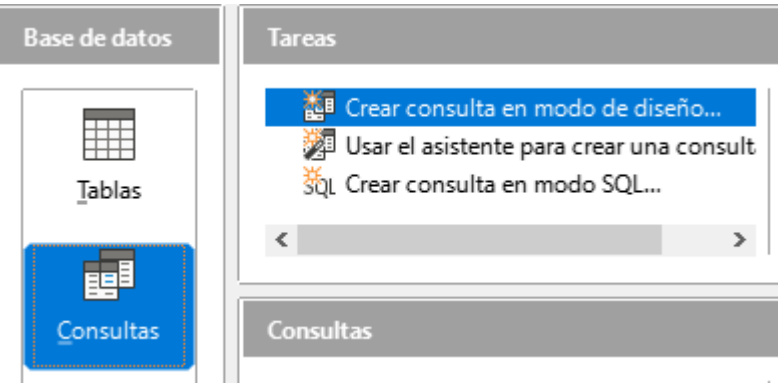 Base de datos
Tablas
Consultas
Tareas
Crear consulta en modo de diseño...
Usar el asistente para crear una consult
SQL Crear consulta en modo SQL...
Consultas